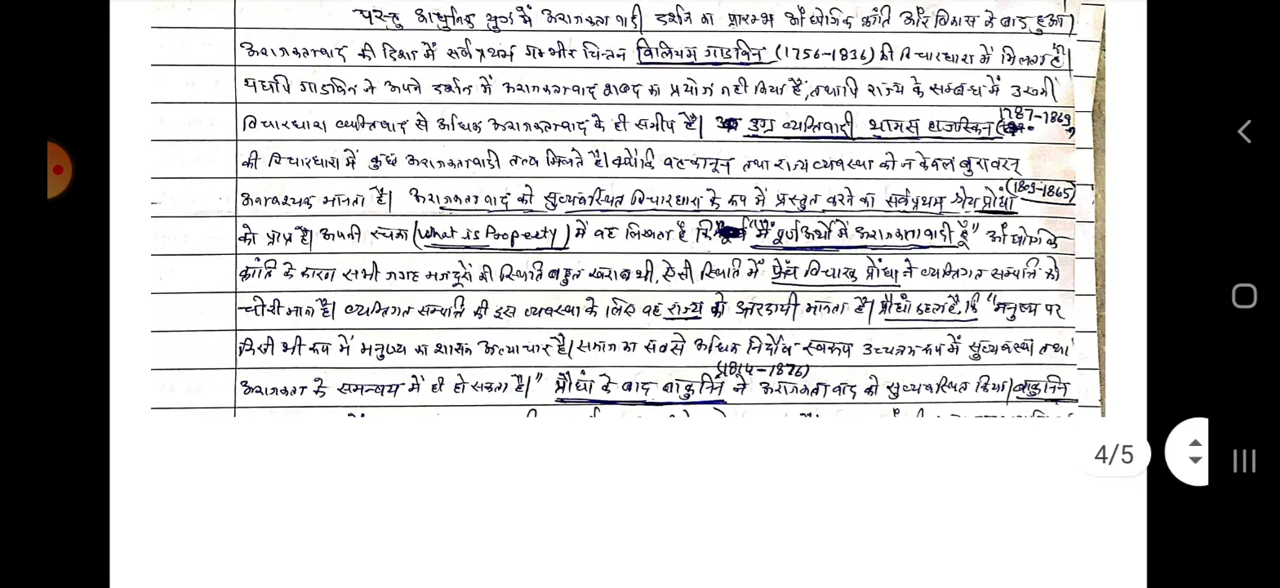 परन्तु आधुनिक युग में अराजकतावादी दर्शन का प्रारम्भ औद्योगिक क्रांति और विकास के बाद हुआ।
अराजकतावाद की दिशा में सर्वप्रथम गम्भीर चिन्तन विलियम गाडविन (1756-1836) की विचारधारा में मिलता है।
यद्यपि गाडविन ने अपने दर्शन में अराजकतावाद शब्द का प्रयोग नहीं किया है, तथापि राज्य के सम्बंध में उसकी
विचारधारा व्यक्तिवाद से अधिक अराजकतावाद के ही समीप है। उग्र व्यक्तिवादी थामस हाजस्किन (1787-1869)
की विचारधारा में कुछ अराजकतावादी तत्व मिलते हैं। क्योंकि वह कानून तथा राज्य व्यवस्था को न केवल बुरा वरन्
अनावश्यक मानता है। अराजकतावाद को सुव्यवस्थित विचारधारा के रूप में प्रस्तुत करने का सर्वप्रथम श्रेय प्रोधां (1809-1865)
को प्राप्त है। अपनी रचना (What is Property) में वह लिखता है कि "मैं पूर्ण अर्थो में अराजकतावादी हूँ" औद्योगिक
क्रांति के कारण सभी जगह मजदूरों की स्थिति बहुत खराब थी, ऐसी स्थिति में फ्रेंच विचारक प्रोधां ने व्यक्तिगत सम्पत्ति को
चोरी माना है। व्यक्तिगत सम्पत्ति की इस व्यवस्था के लिए वह राज्य को उत्तरदायी मानता है। प्रौधां कहता है, कि "मनुष्य पर
किसी भी रूप में मनुष्य का शासन अत्याचार है। समाज का सबसे अधिक निर्दोष स्वरूप उच्चतम रूप में सुव्यवस्था तथा
अराजकता के समन्वय में ही हो सकता है।" प्रौधां के बाद बाकुनिन (1814-1876) ने अराजकतावाद को सुव्यवस्थित किया। बाकुनिन
4/5